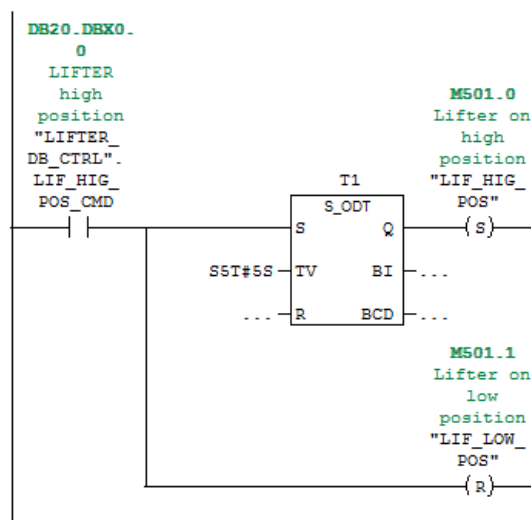 DB20.DBX0.
0
LIFTER
high
position
"LIFTER_
DB_CTRL".
LIF_HIG_
POS_CMD
M501.0
Lifter on
high
position
"LIF_HIG_
POS"
T1
S_ODT
S Q
(S)
S5T#5S TV BI ...
... R BCD ...
M501.1
Lifter on
low
position
"LIF_LOW_
POS"
(R)